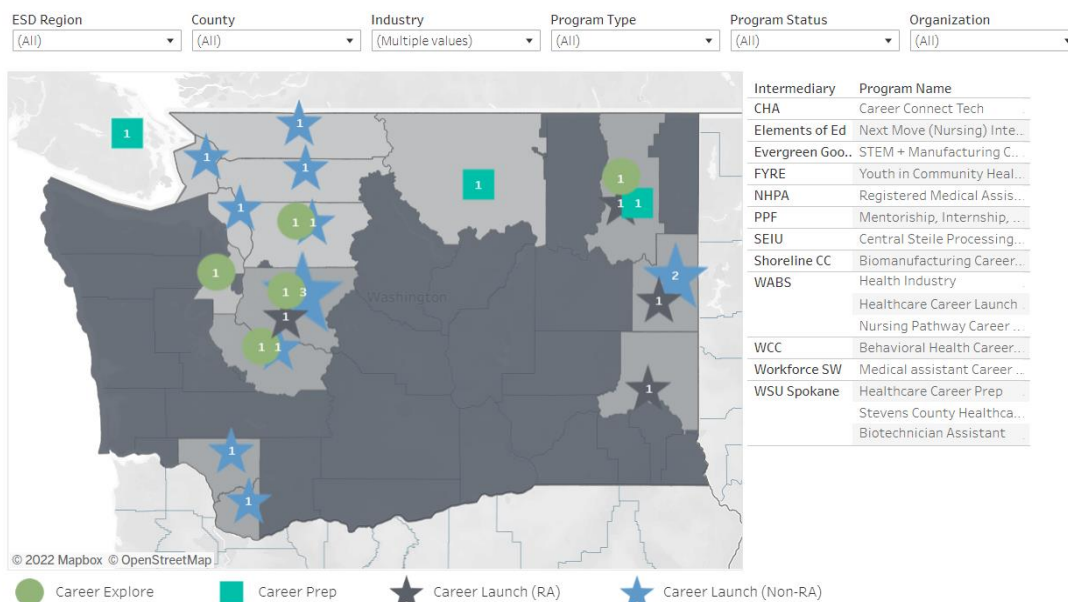 ESD Region County Industry Program Type Program Status Organization
(All) (All) (Multiple values) (All) (All) (All)
Intermediary Program Name
CHA Career Connect Tech
Elements of Ed Next Move (Nursing) Inte...
Evergreen Goo.. STEM + Manufacturing C...
FYRE Youth in Community Heal...
NHPA Registered Medical Assis...
PPF Mentoriship, Internship, ...
SEIU Central Steile Processing...
Shoreline CC Biomanufacturing Career...
WABS Health Industry
Healthcare Career Launch
Nursing Pathway Career ...
WCC Behavioral Health Career...
Workforce SW Medical assistant Career ...
WSU Spokane Healthcare Career Prep
Stevens County Healthca...
Biotechnician Assistant
1
1
1
1
1
1
1 1
1
1 1
1
1
1 3
Washington
2
1
1
1 1
1
1
1
© 2022 Mapbox © OpenStreetMap
Career Explore Career Prep Career Launch (RA) Career Launch (Non-RA)